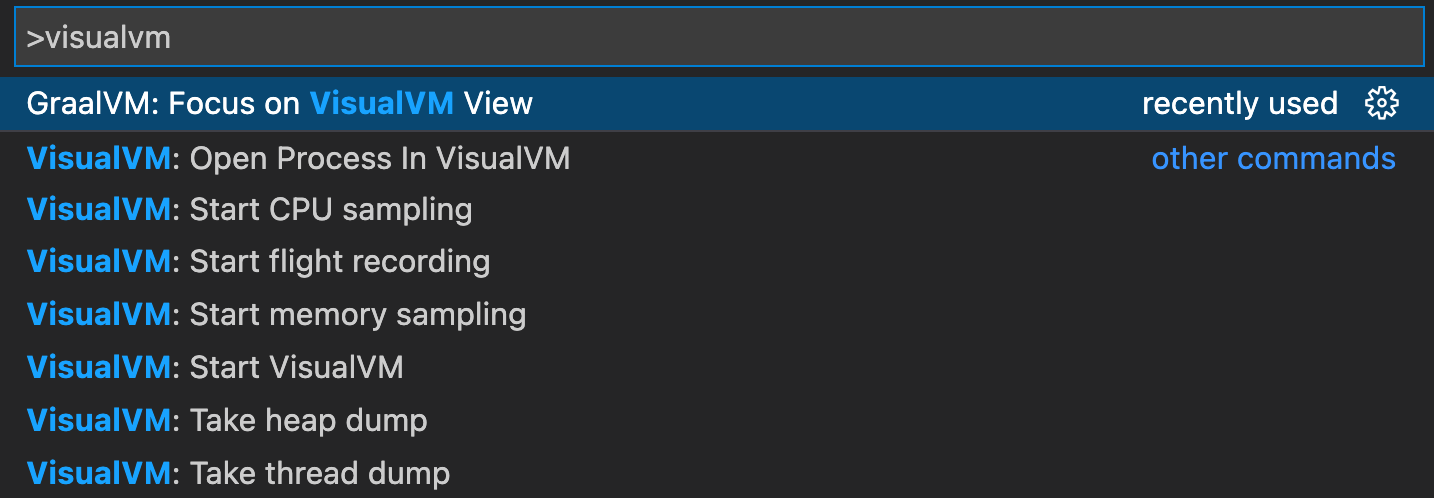 >visualvm
GraalVM: Focus on VisualVM View recently used
VisualVM: Open Process In VisualVM other commands
VisualVM: Start CPU sampling
VisualVM: Start flight recording
VisualVM: Start memory sampling
VisualVM: Start VisualVM
VisualVM: Take heap dump
VisualVM: Take thread dump